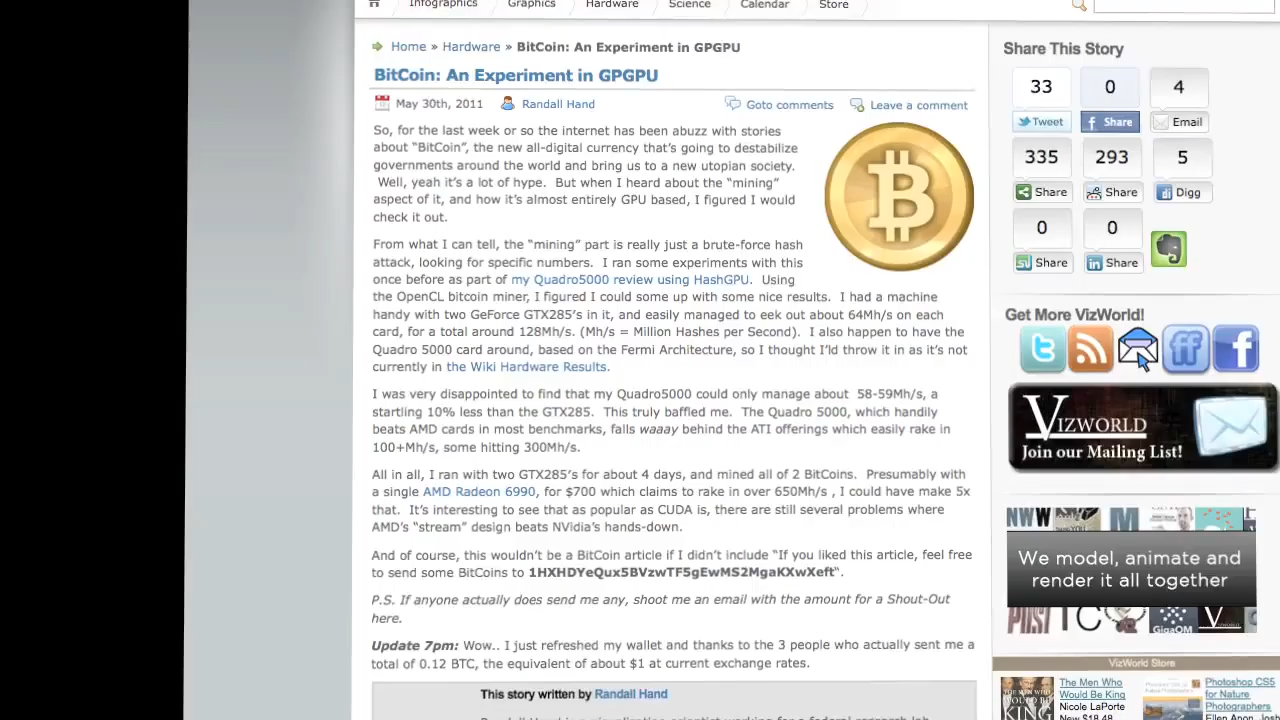 Infographics
Graphics
Hardware
Science
Calendar
Store
Home » Hardware » BitCoin: An Experiment in GPGPU
BitCoin: An Experiment in GPGPU
May 30th, 2011
Randall Hand
Goto comments
Leave a comment
So, for the last week or so the internet has been abuzz with stories
about “BitCoin”, the new all-digital currency that’s going to destabilize
governments around the world and bring us to a new utopian society.
Well, yeah it’s a lot of hype. But when I heard about the “mining”
aspect of it, and how it’s almost entirely GPU based, I figured I would
check it out.
From what I can tell, the “mining” part is really just a brute-force hash
attack, looking for specific numbers. I ran some experiments with this
once before as part of my Quadro5000 review using HashGPU. Using
the OpenCL bitcoin miner, I figured I could some up with some nice results. I had a machine
handy with two GeForce GTX285’s in it, and easily managed to eek out about 64Mh/s on each
card, for a total around 128Mh/s. (Mh/s = Million Hashes per Second). I also happen to have the
Quadro 5000 card around, based on the Fermi Architecture, so I thought I’ld throw it in as it’s not
currently in the Wiki Hardware Results.
I was very disappointed to find that my Quadro5000 could only manage about 58-59Mh/s, a
startling 10% less than the GTX285. This truly baffled me. The Quadro 5000, which handily
beats AMD cards in most benchmarks, falls waaay behind the ATI offerings which easily rake in
100+Mh/s, some hitting 300Mh/s.
All in all, I ran with two GTX285’s for about 4 days, and mined all of 2 BitCoins. Presumably with
a single AMD Radeon 6990, for $700 which claims to rake in over 650Mh/s , I could have make 5x
that. It’s interesting to see that as popular as CUDA is, there are still several problems where
AMD’s “stream” design beats NVidia’s hands-down.
And of course, this wouldn’t be a BitCoin article if I didn’t include “If you liked this article, feel free
to send some BitCoins to 1HXHDYeQux5BVzwTF5gEwMS2MgaKXwXeft“.
P.S. If anyone actually does send me any, shoot me an email with the amount for a Shout-Out
here.
Update 7pm: Wow.. I just refreshed my wallet and thanks to the 3 people who actually sent me a
total of 0.12 BTC, the equivalent of about $1 at current exchange rates.
This story written by Randall Hand
Share This Story
33
0
4
Tweet
Share
Email
335
293
5
Share
Share
Digg
0
0
Share
Share
Get More VizWorld!
VIZWORLD
Join our Mailing List!
We model, animate and
render it all together
GigaOM
VizWorld Store
The Men Who
Would Be King
Nicole LaPorte
New $18.48
Photoshop CS5
for Nature
Photographers